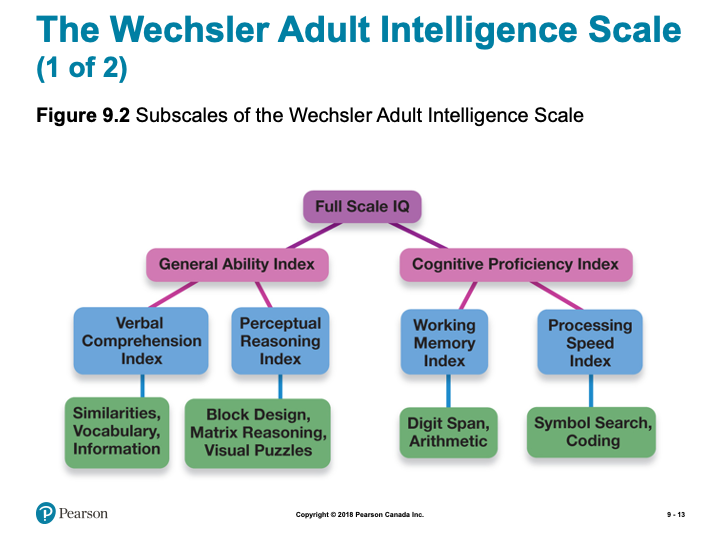 The Wechsler Adult Intelligence Scale
(1 of 2)
Figure 9.2 Subscales of the Wechsler Adult Intelligence Scale
Full Scale IQ
General Ability Index
Cognitive Proficiency Index
Verbal
Comprehension
Index
Perceptual
Reasoning
Index
Working
Memory
Index
Processing
Speed
Index
Similarities,
Vocabulary,
Information
Block Design,
Matrix Reasoning,
Visual Puzzles
Digit Span,
Arithmetic
Symbol Search,
Coding
P Pearson
Copyright © 2018 Pearson Canada Inc.
9 - 13